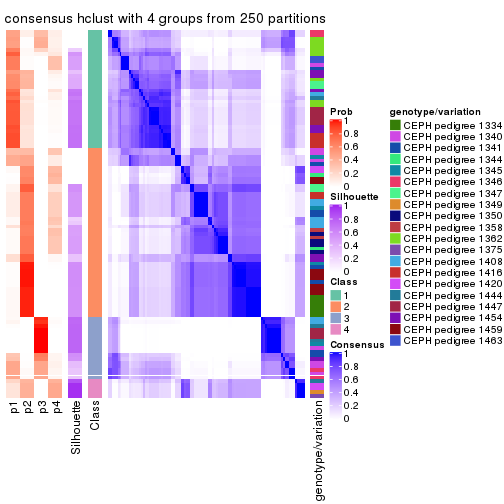 consensus hclust with 4 groups from 250 partitions
p1
p2
p3
p4
Silhouette
Class
genotype/variation
Prob
1
0.8
0.6
0.4
0.2
0
Silhouette
1
0.8
0.6
0.4
0.2
0
Class
1
2
3
4
Consensus
1
0.8
0.6
0.4
0.2
0
genotype/variation
CEPH pedigree 1334
CEPH pedigree 1340
CEPH pedigree 1341
CEPH pedigree 1344
CEPH pedigree 1345
CEPH pedigree 1346
CEPH pedigree 1347
CEPH pedigree 1349
CEPH pedigree 1350
CEPH pedigree 1358
CEPH pedigree 1362
CEPH pedigree 1375
CEPH pedigree 1408
CEPH pedigree 1416
CEPH pedigree 1420
CEPH pedigree 1444
CEPH pedigree 1447
CEPH pedigree 1454
CEPH pedigree 1459
CEPH pedigree 1463